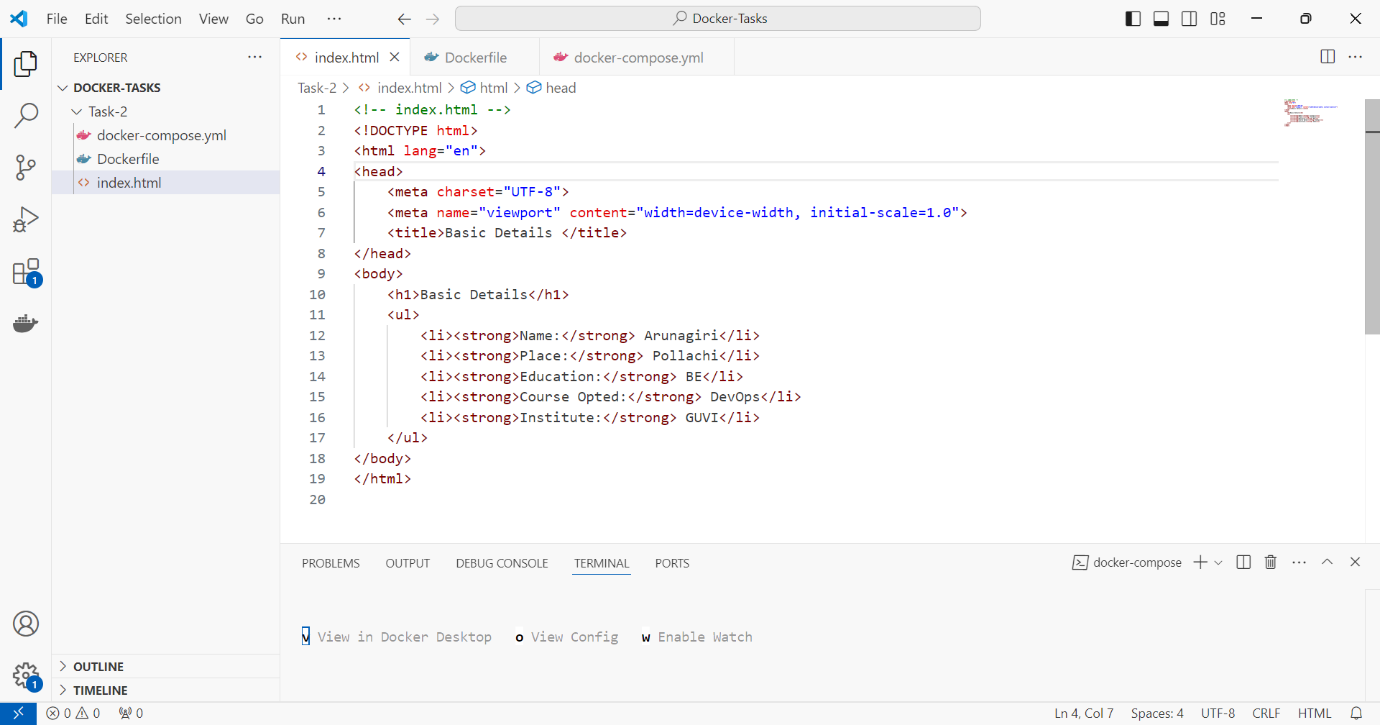 File Edit Selection View Go Run ··· Docker-Tasks
EXPLORER ···
index.html Dockerfile docker-compose.yml ···
DOCKER-TASKS
Task-2
docker-compose.yml
Dockerfile
index.html
Task-2 > index.html > html > head
1 <!-- index.html -->
2 <!DOCTYPE html>
3 <html lang="en">
4 <head>
5 <meta charset="UTF-8">
6 <meta name="viewport" content="width=device-width, initial-scale=1.0">
7 <title>Basic Details </title>
8 </head>
9 <body>
10 <h1>Basic Details</h1>
11 <ul>
12 <li><strong>Name:</strong> Arunagiri</li>
13 <li><strong>Place:</strong> Pollachi</li>
14 <li><strong>Education:</strong> BE</li>
15 <li><strong>Course Opted:</strong> DevOps</li>
16 <li><strong>Institute:</strong> GUVI</li>
17 </ul>
18 </body>
19 </html>
20
1
PROBLEMS OUTPUT DEBUG CONSOLE TERMINAL PORTS docker-compose ···
v View in Docker Desktop o View Config w Enable Watch
OUTLINE
1
TIMELINE
0 0 0 Ln 4, Col 7 Spaces: 4 UTF-8 CRLF HTML